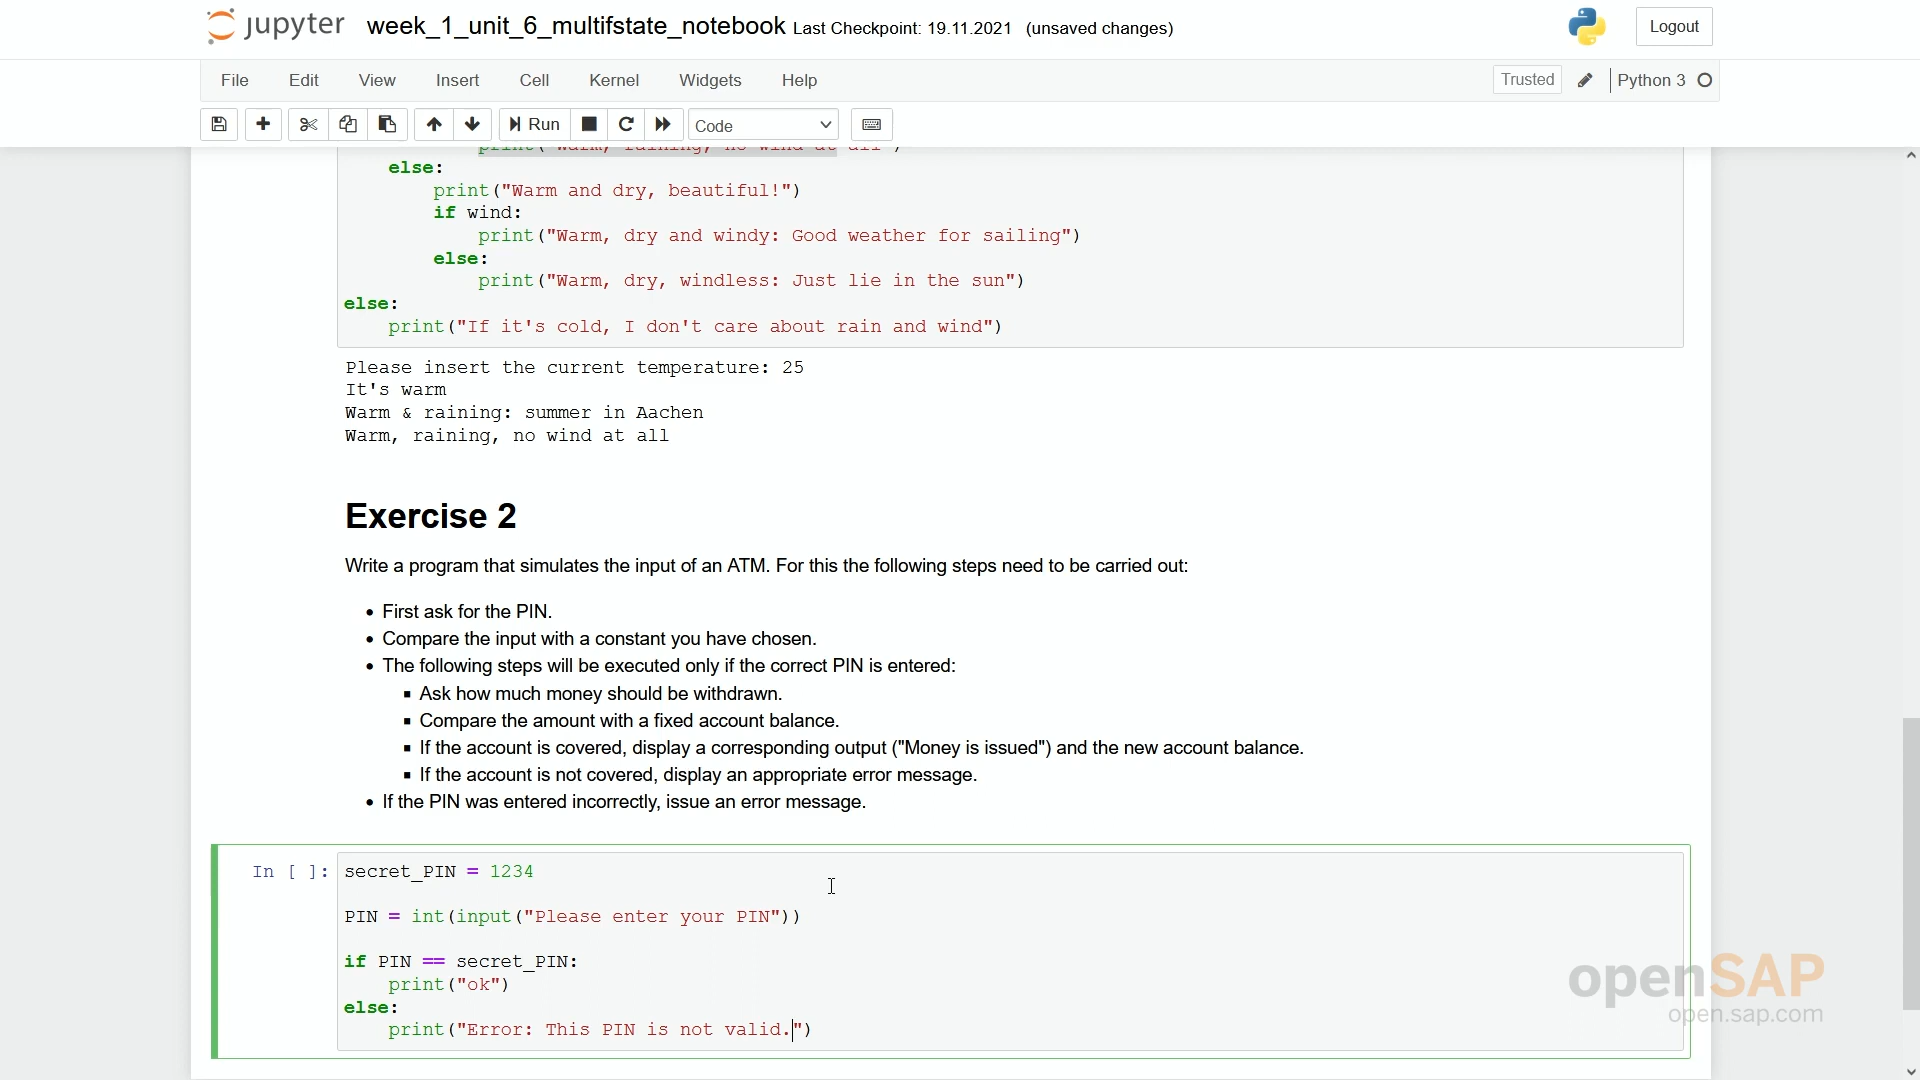 jupyter week_1_unit_6_multifstate_notebook Last Checkpoint: 19.11.2021 (unsaved changes)
Logout
File Edit View Insert Cell Kernel Widgets Help
Trusted Python 3
Run Code
print("Warm, raining, no wind at all")
else:
print("Warm and dry, beautiful!")
if wind:
print("Warm, dry and windy: Good weather for sailing")
else:
print("Warm, dry, windless: Just lie in the sun")
else:
print("If it's cold, I don't care about rain and wind")
Please insert the current temperature: 25
It's warm
Warm & raining: summer in Aachen
Warm, raining, no wind at all
Exercise 2
Write a program that simulates the input of an ATM. For this the following steps need to be carried out:
• First ask for the PIN.
• Compare the input with a constant you have chosen.
• The following steps will be executed only if the correct PIN is entered:
▪ Ask how much money should be withdrawn.
▪ Compare the amount with a fixed account balance.
▪ If the account is covered, display a corresponding output ("Money is issued") and the new account balance.
▪ If the account is not covered, display an appropriate error message.
• If the PIN was entered incorrectly, issue an error message.
In [ ]: secret_PIN = 1234
PIN = int(input("Please enter your PIN"))
if PIN == secret_PIN:
print("ok")
else:
print("Error: This PIN is not valid.")
openSAP
open.sap.com